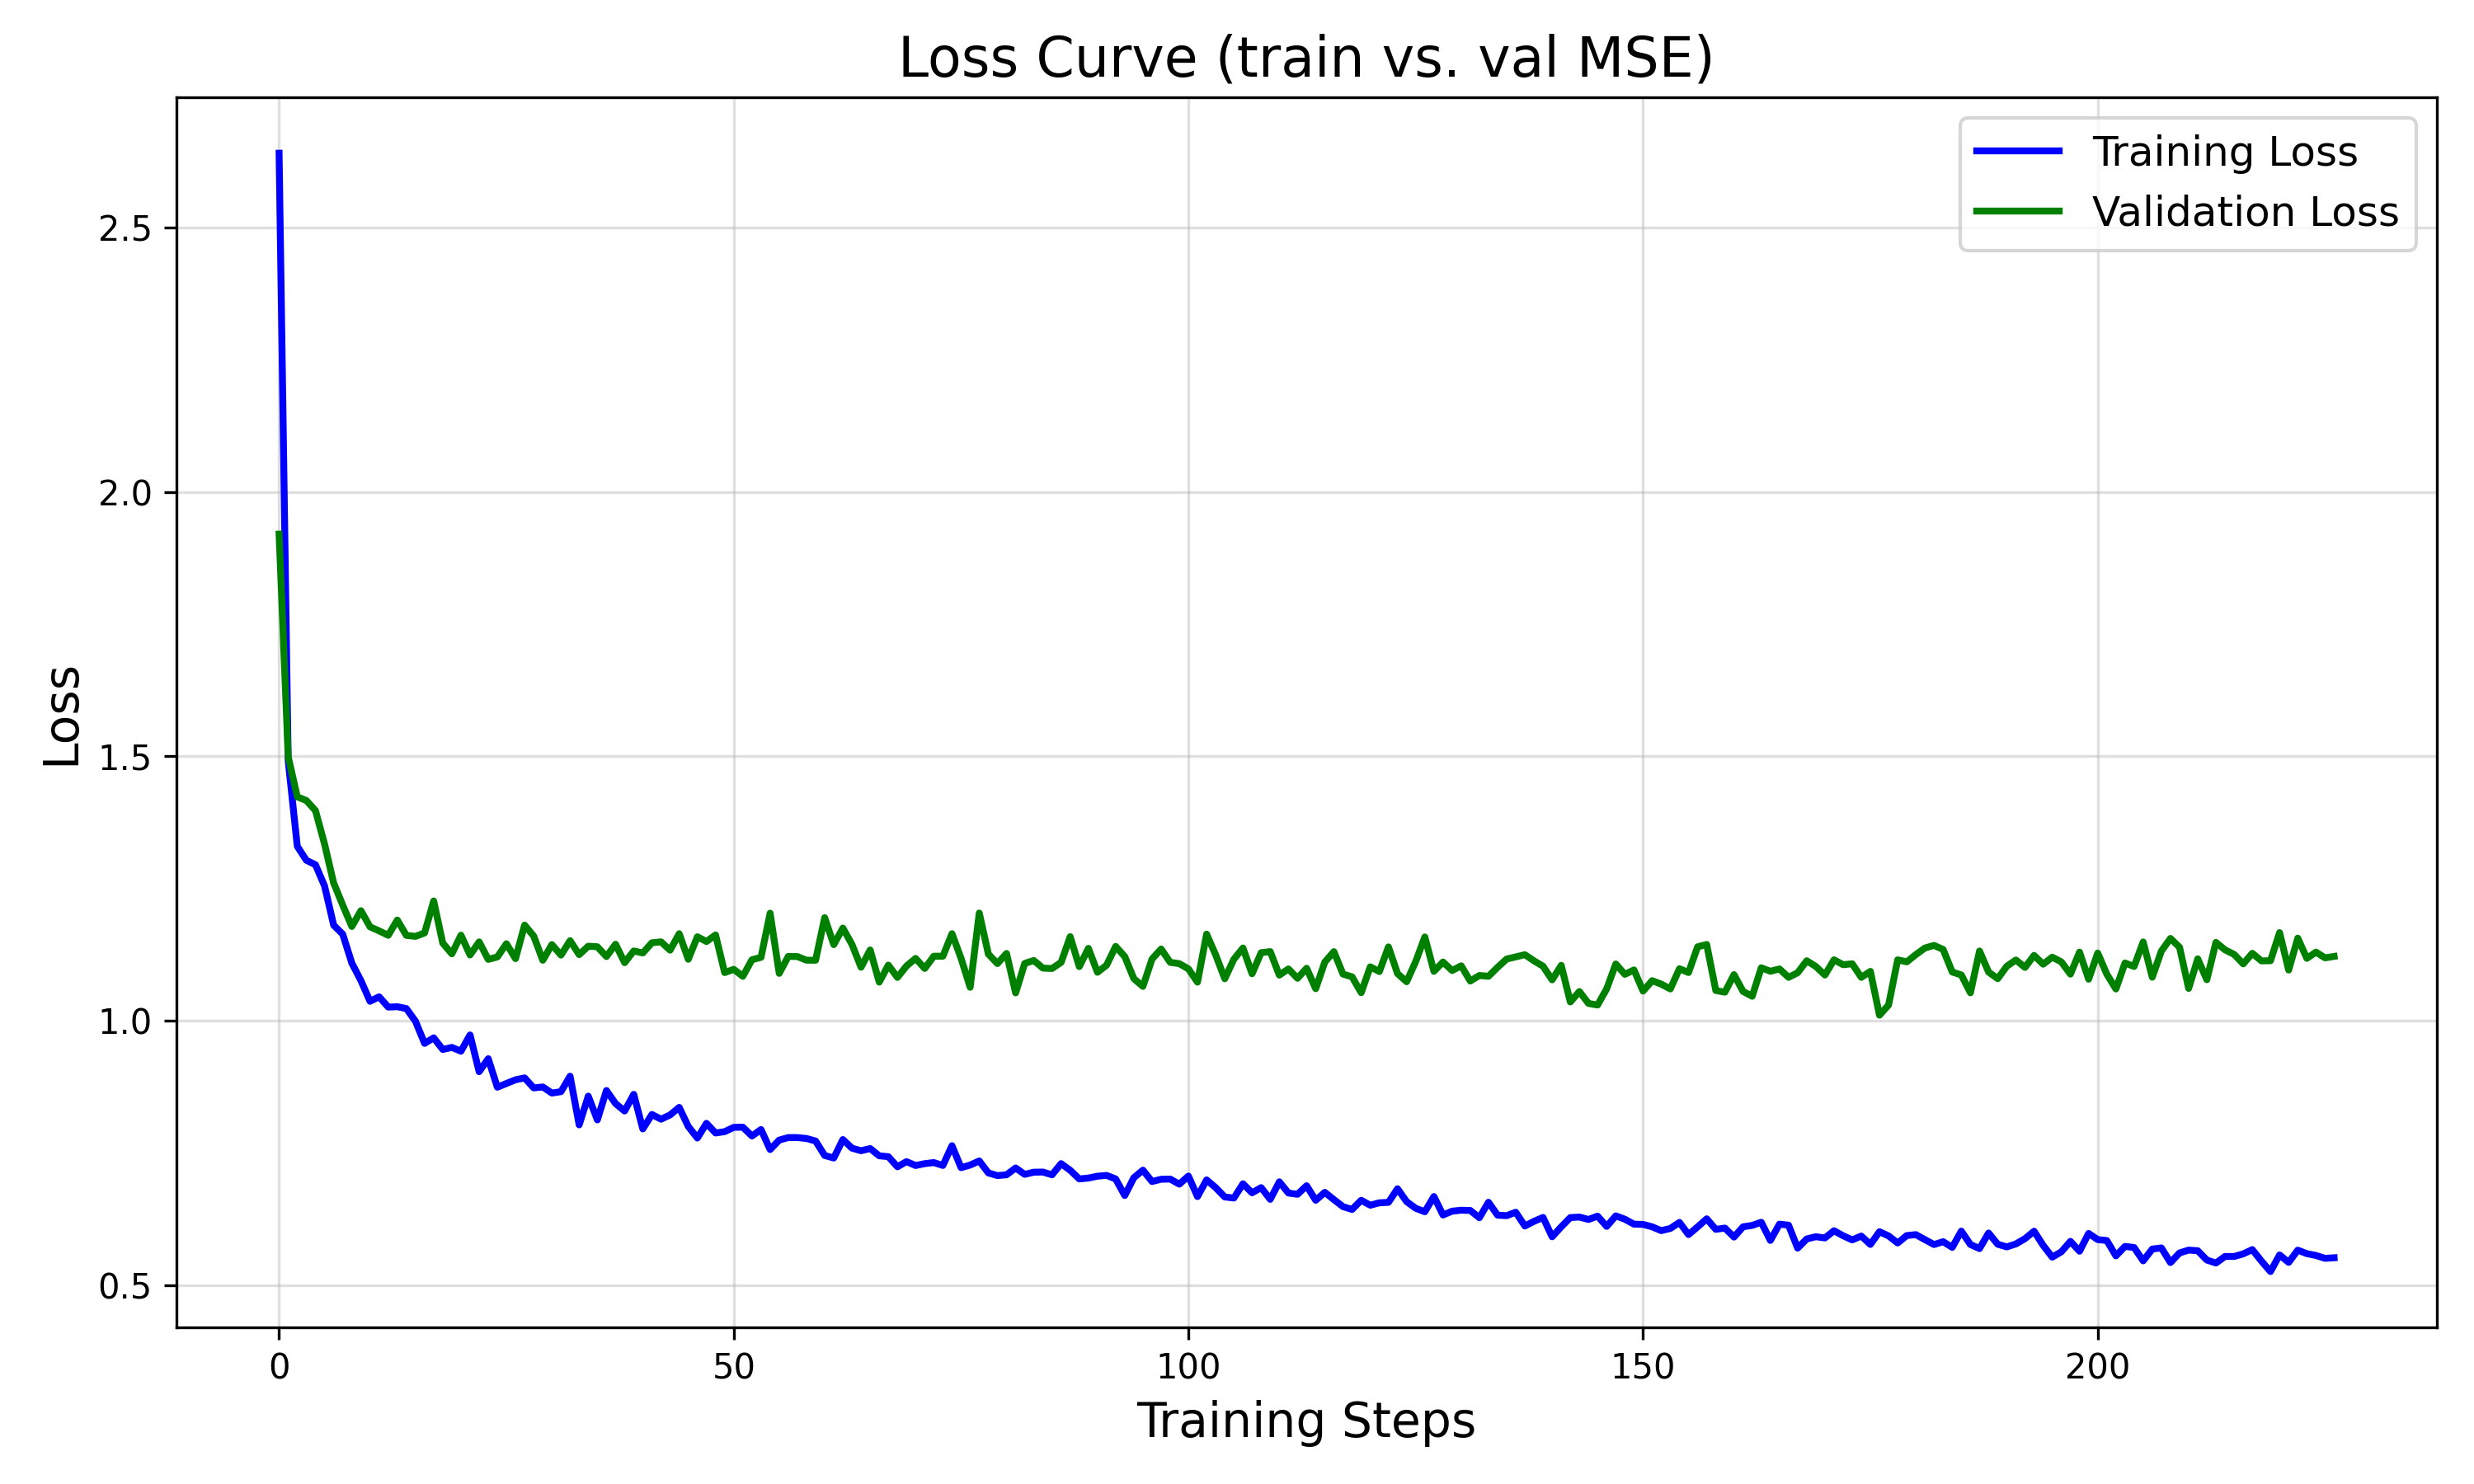 Loss Curve (train vs. val MSE)
Training Loss
Validation Loss
Loss
2.5
2.0
1.5
1.0
0.5
0
50
100
150
200
Training Steps